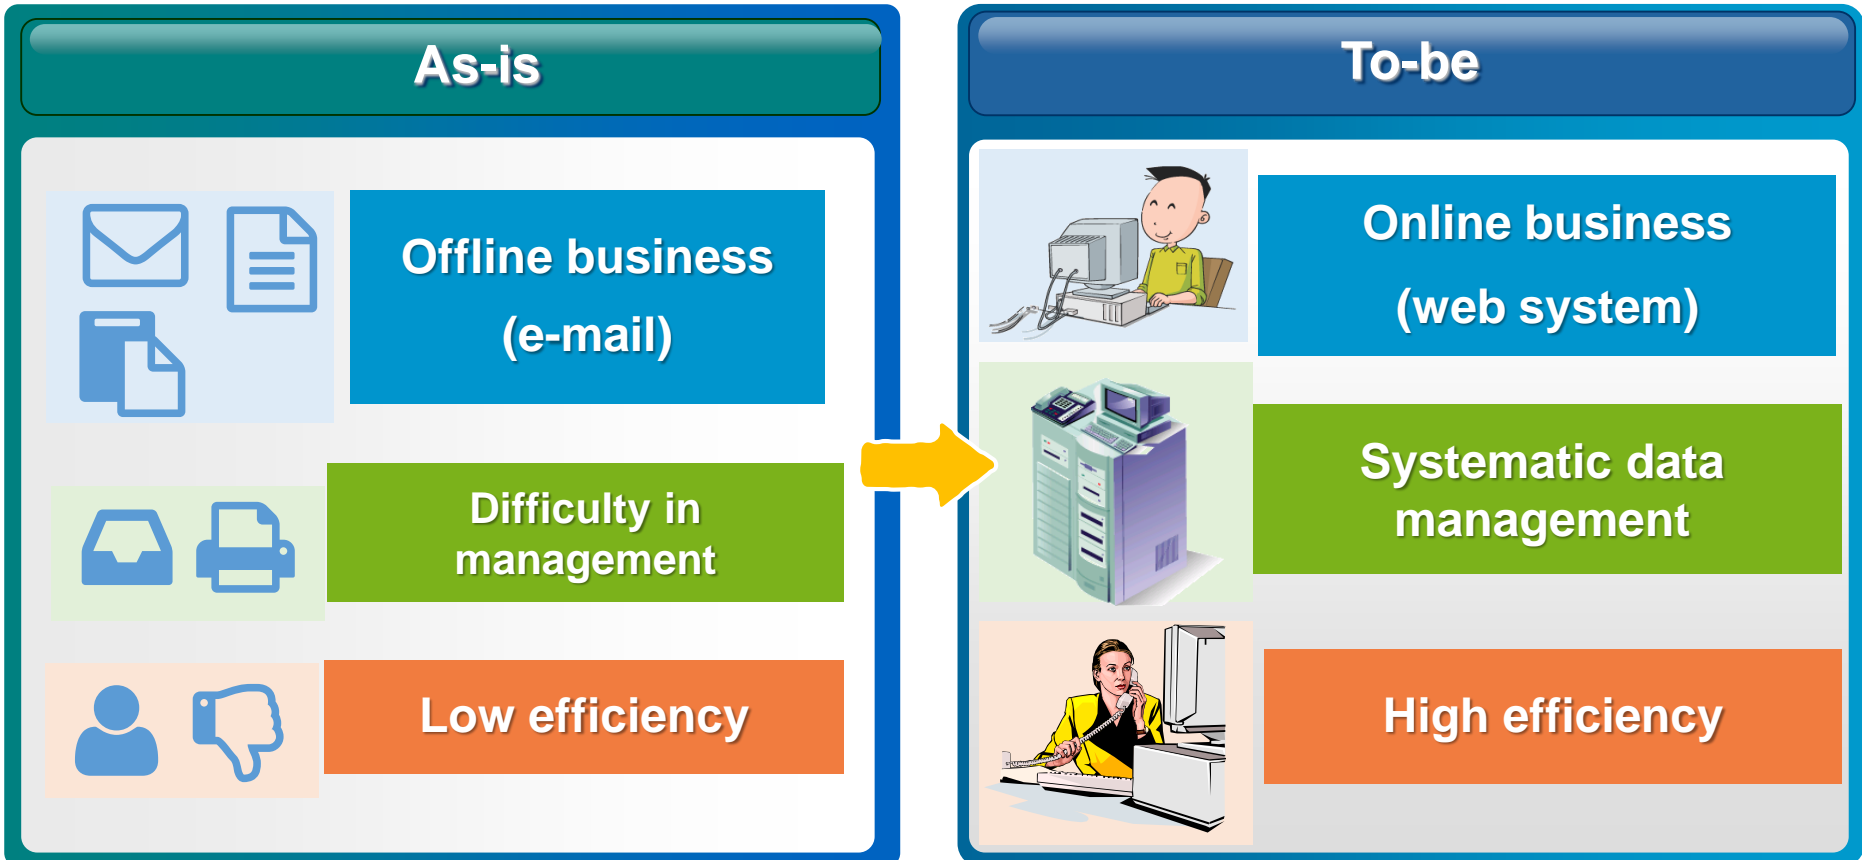 As-is
Offline business
(e-mail)
Difficulty in
management
Low efficiency
To-be
Online business
(web system)
Systematic data
management
High efficiency